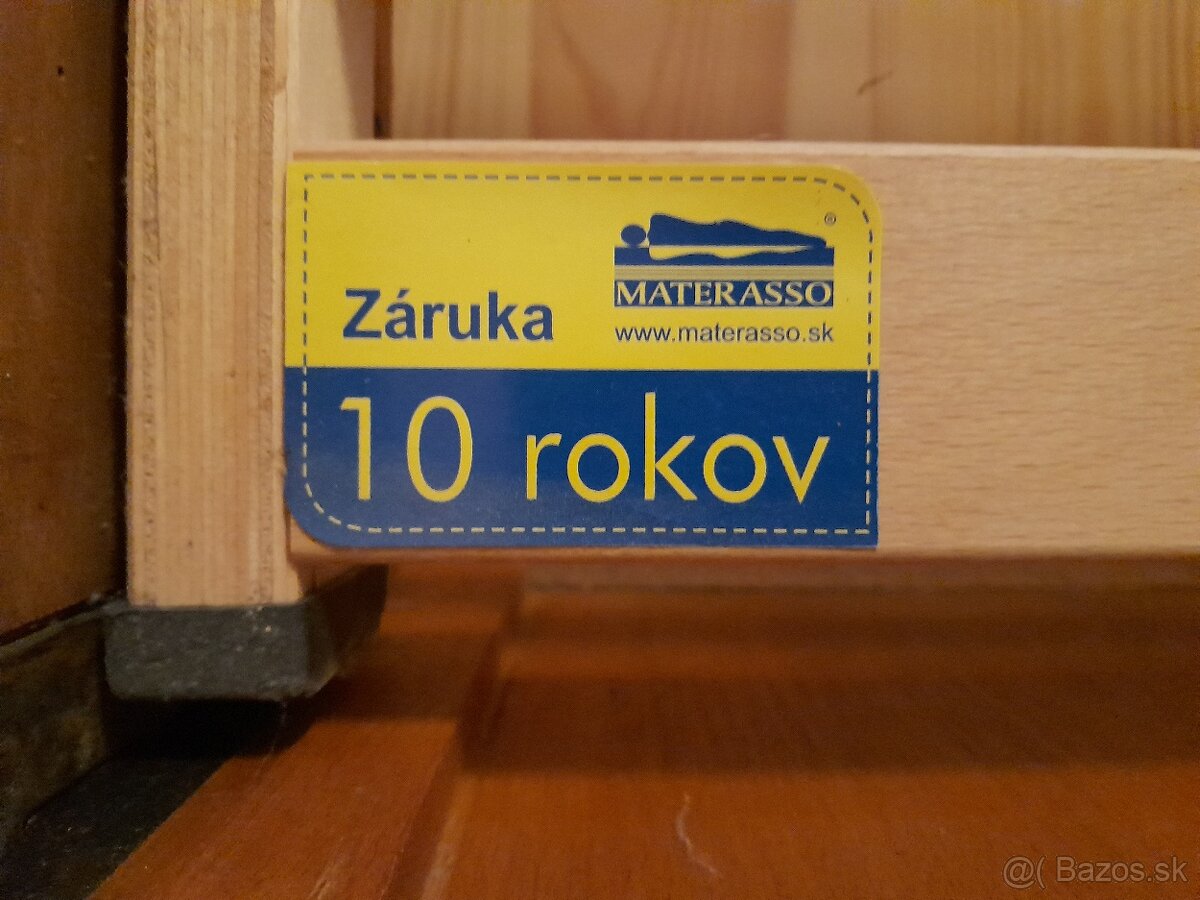 ®
MATERASSO
www.materasso.sk
Záruka
10 rokov
@( Bazos.sk